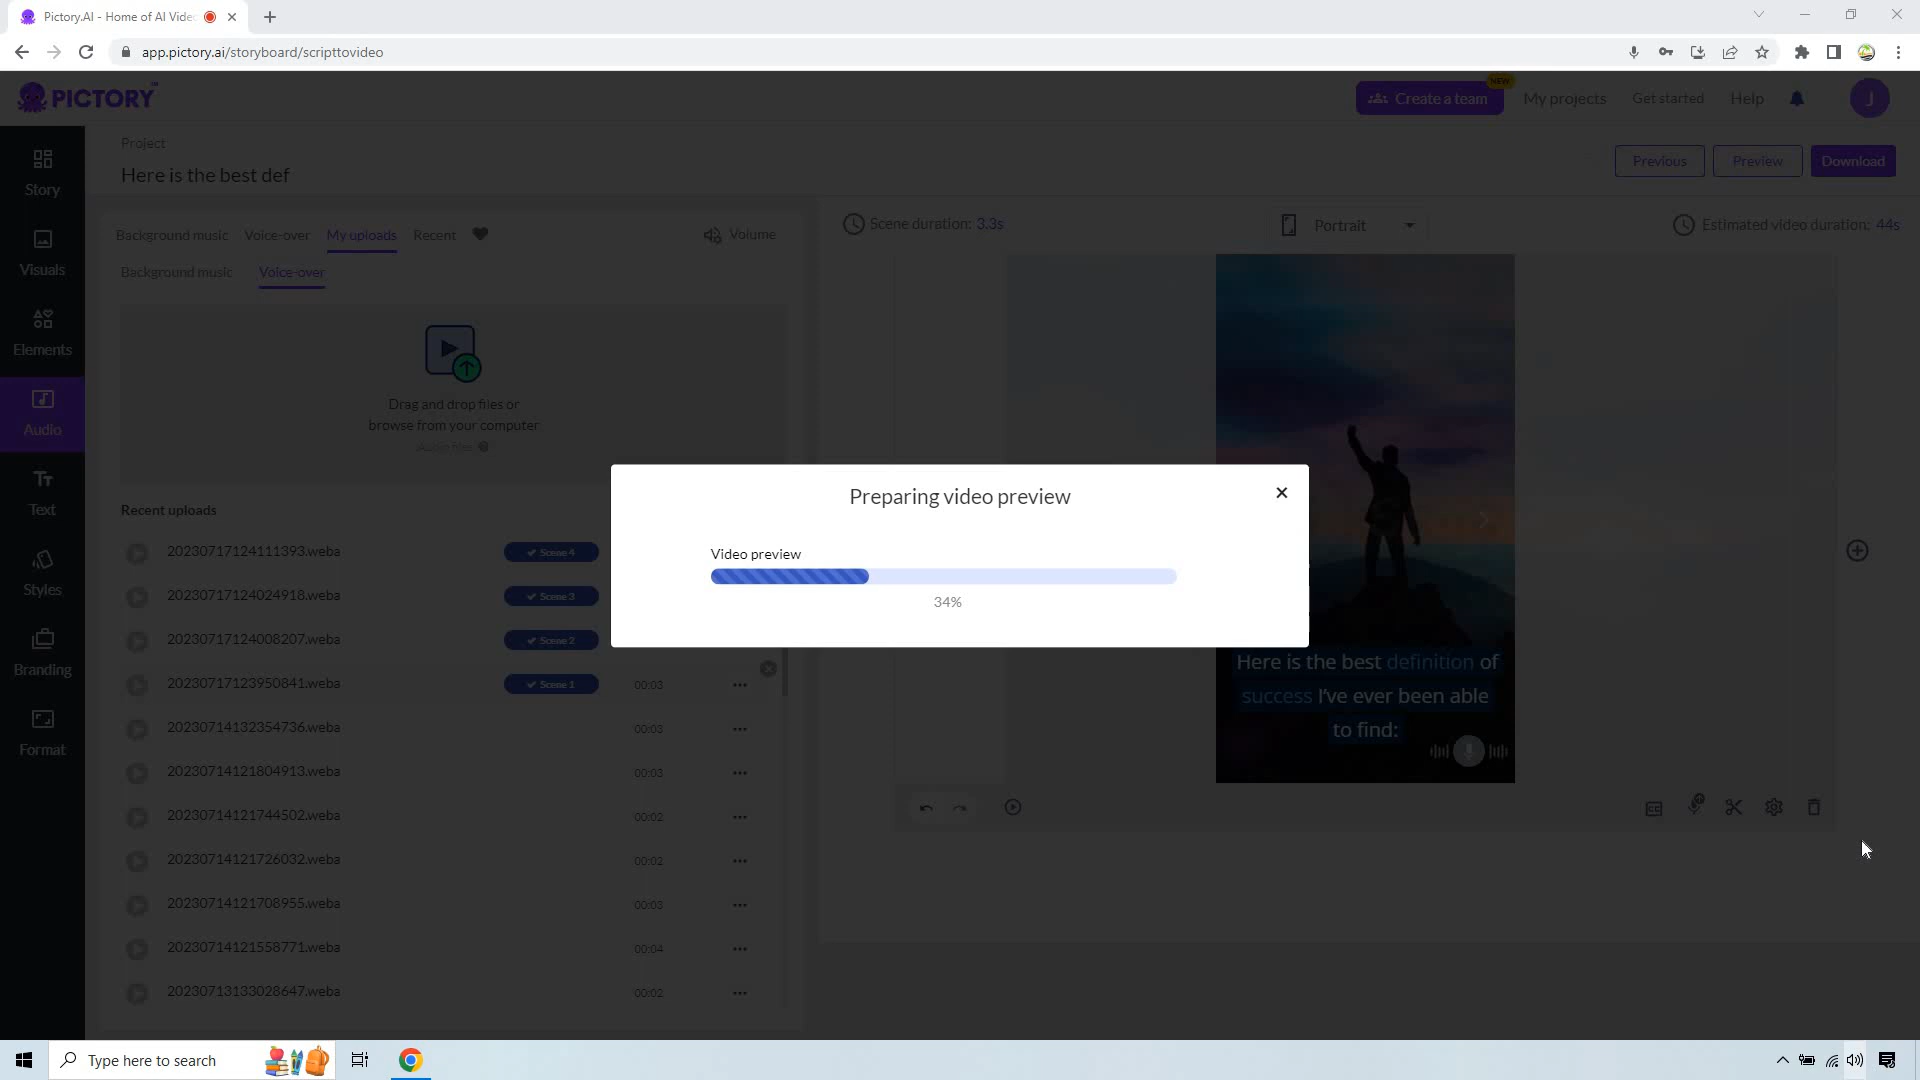 Pictory.AI - Home of AI Vide
app.pictory.ai/storyboard/scripttovideo
PICTORY
NEW
Create a team
My projects
Get started
Help
J
Project
Here is the best def
Previous
Preview
Download
Story
Visuals
Elements
Audio
Text
Styles
Branding
Format
Background music
Voice-over
My uploads
Recent
Volume
Background music
Voice-over
Drag and drop files or
browse from your computer
Audio files
Recent uploads
20230717124111393.weba
Scene 4
20230717124024918.weba
Scene 3
20230717124008207.weba
Scene 2
20230717123950841.weba
Scene 1
00:03
20230714132354736.weba
00:03
20230714121804913.weba
00:03
20230714121744502.weba
00:02
20230714121726032.weba
00:02
20230714121708955.weba
00:03
20230714121558771.weba
00:04
20230713133028647.weba
00:02
Scene duration: 3.3s
Portrait
Estimated video duration: 44s
Preparing video preview
Video preview
34%
Here is the best definition of
success I've ever been able
to find:
CC
Type here to search